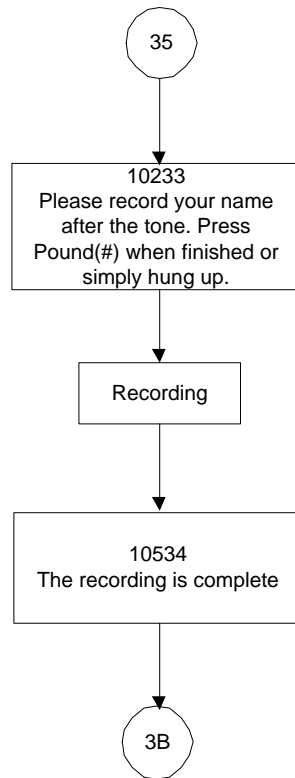 35
10233
Please record your name
after the tone. Press
Pound(#) when finished or
simply hung up.
Recording
10534
The recording is complete
3B